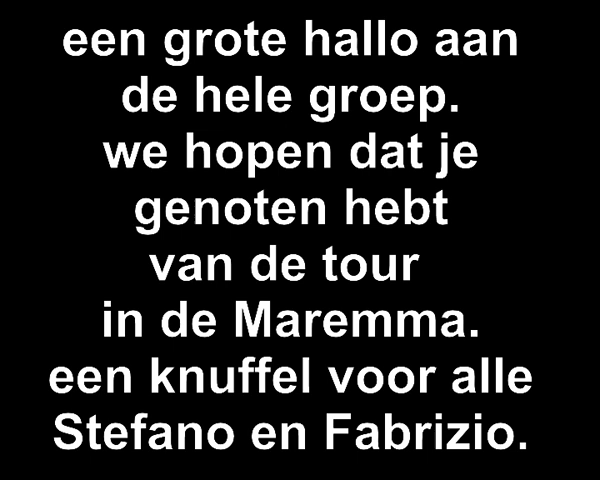 een grote hallo aan
de hele groep.
we hopen dat je
genoten hebt
van de tour
in de Maremma.
een knuffel voor alle
Stefano en Fabrizio.